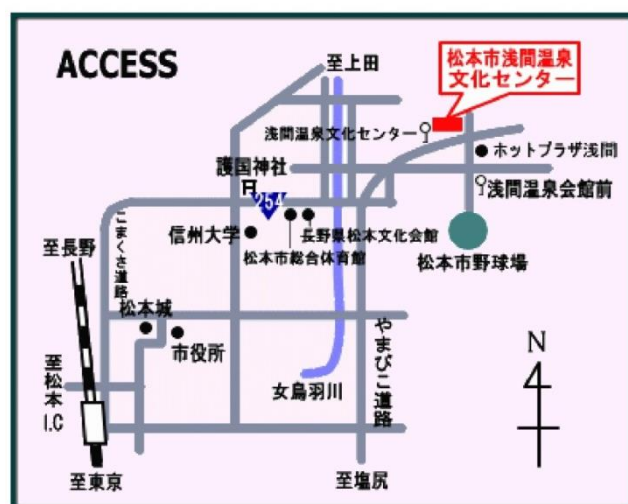 ACCESS
至上田
松本市浅間温泉
文化センター
浅間温泉文化センター
ホットプラザ浅間
護国神社
浅間温泉会館前
254
信州大学
長野県松本文化会館
松本市総合体育館
松本市野球場
こまくさ道路
至長野
松本城
市役所
やまびこ道路
女鳥羽川
N
至松本
I.C
至東京
至塩尻